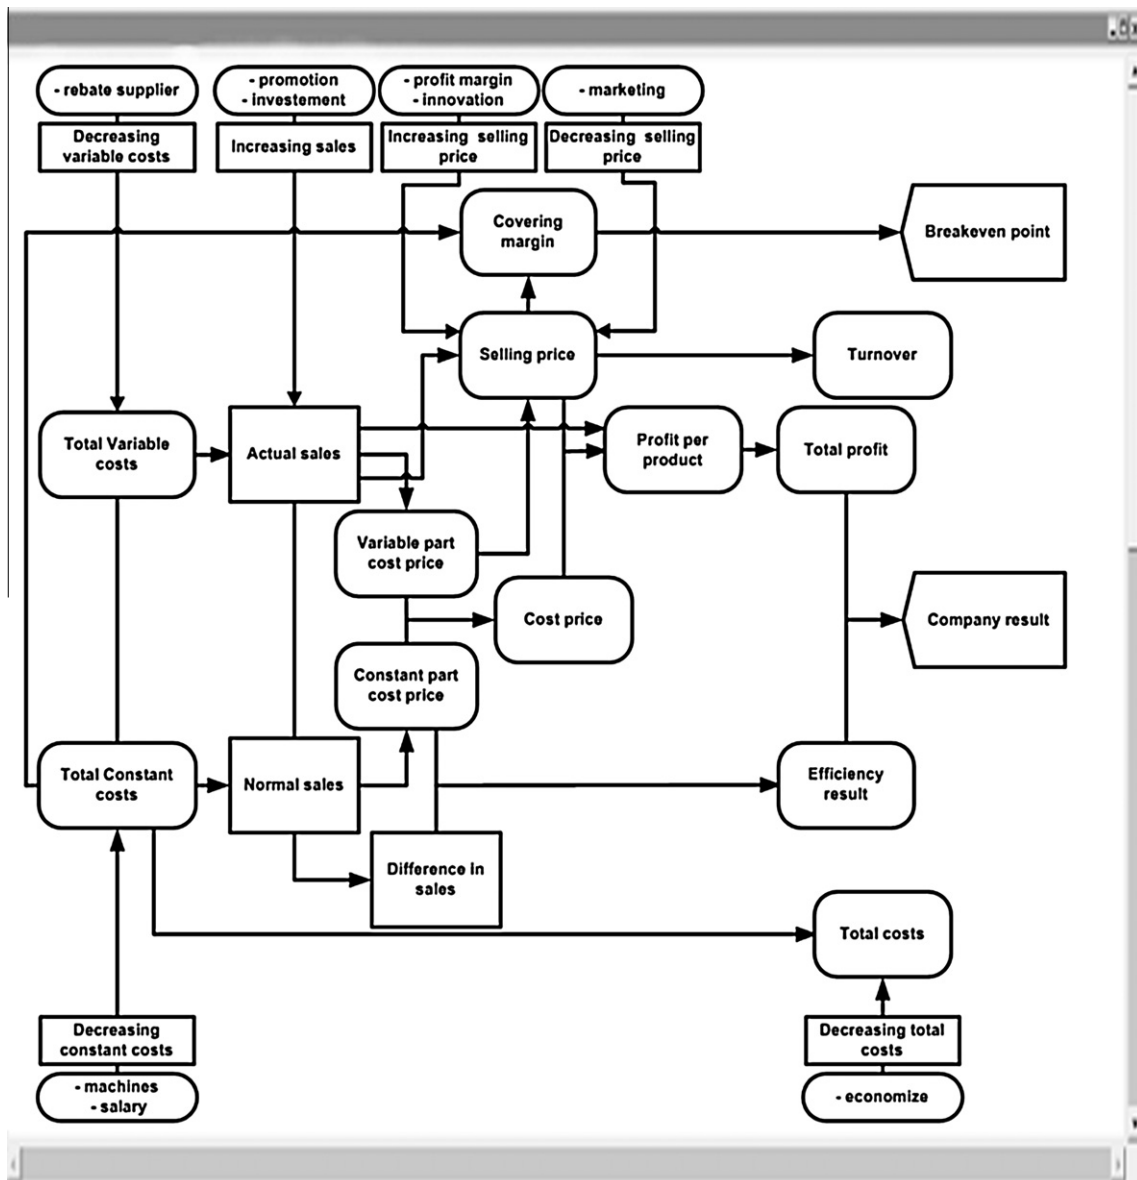 - rebate supplier
- promotion
- investement
- profit margin
- innovation
- marketing
Decreasing
variable costs
Increasing sales
Increasing selling
price
Decreasing selling
price
Covering
margin
Breakeven point
Selling price
Turnover
Total Variable
costs
Actual sales
Profit per
product
Total profit
Variable part
cost price
Cost price
Company result
Constant part
cost price
Total Constant
costs
Normal sales
Efficiency
result
Difference in
sales
Total costs
Decreasing
constant costs
Decreasing total
costs
- machines
- salary
- economize